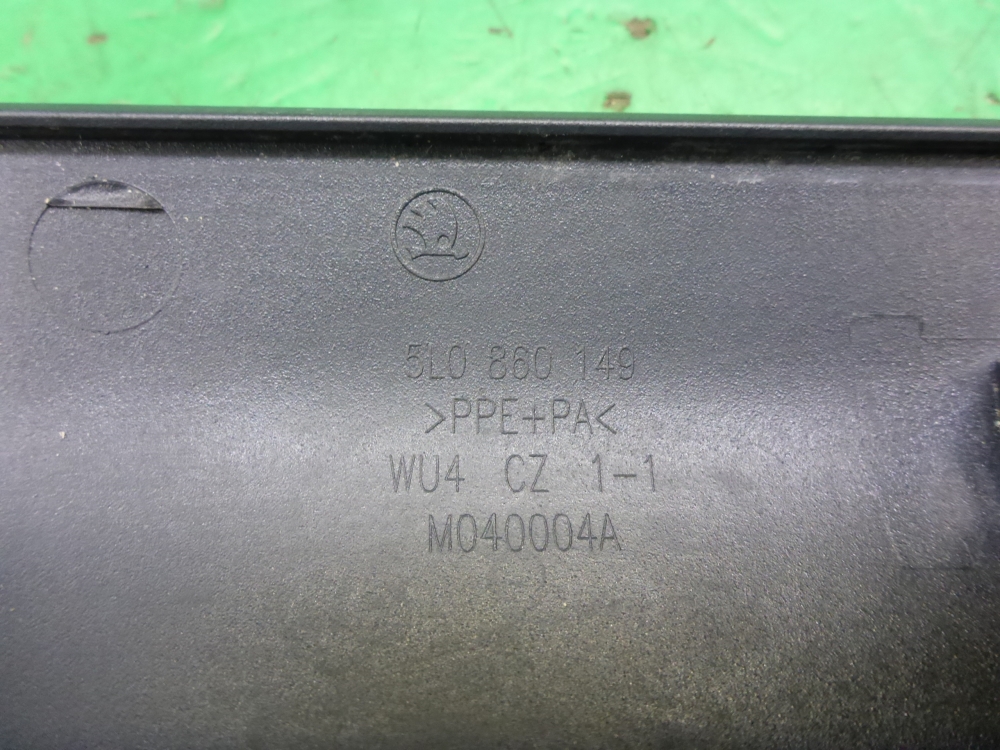 5L0 860 149
>PPE+PA<
WU4 CZ 1-1
M040004A